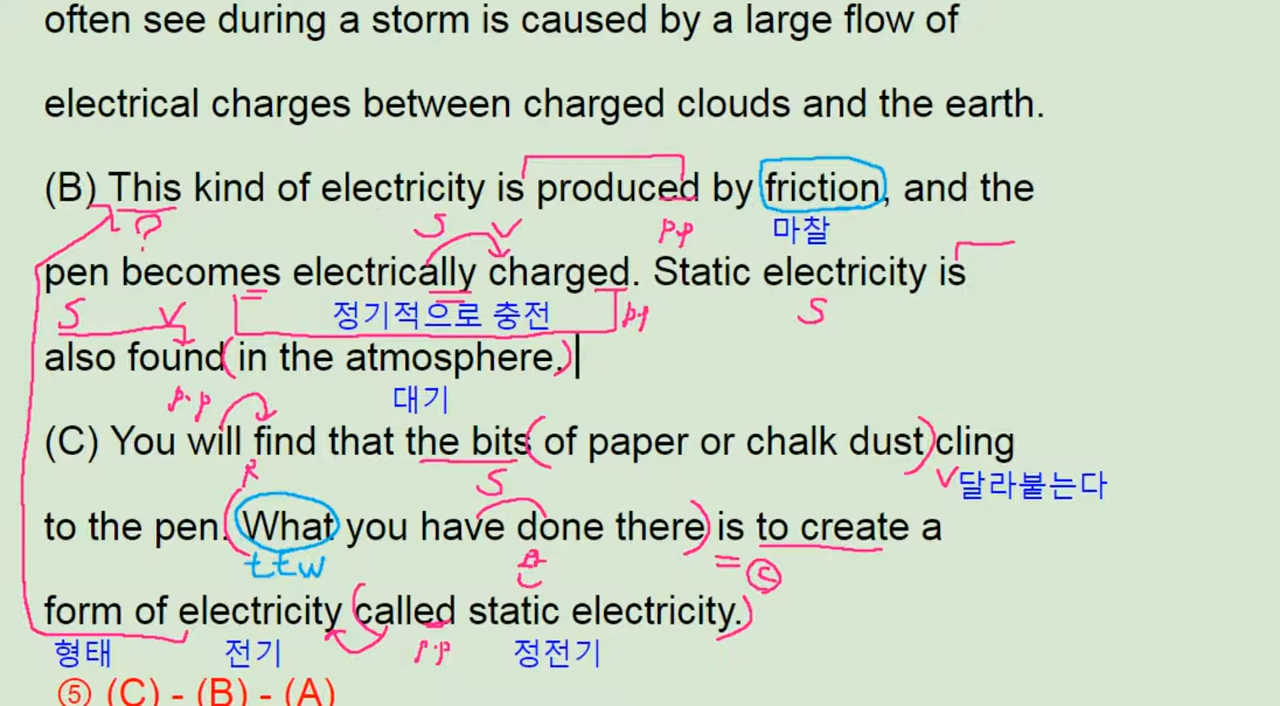 often see during a storm is caused by a large flow of
electrical charges between charged clouds and the earth.
(B) This kind of electricity is produced by friction, and the
? S V p.p 마찰
pen becomes electrically charged. Static electricity is
S V 정기적으로 충전 p.p S
also found (in the atmosphere.)
p.p 대기
(C) You will find that the bits (of paper or chalk dust) cling
R S V 달라붙는다
to the pen. (What you have done there) is to create a
ttw = C
form of electricity (called static electricity.)
형태 전기 p.p 정전기
⑤ (C) - (B) - (A)